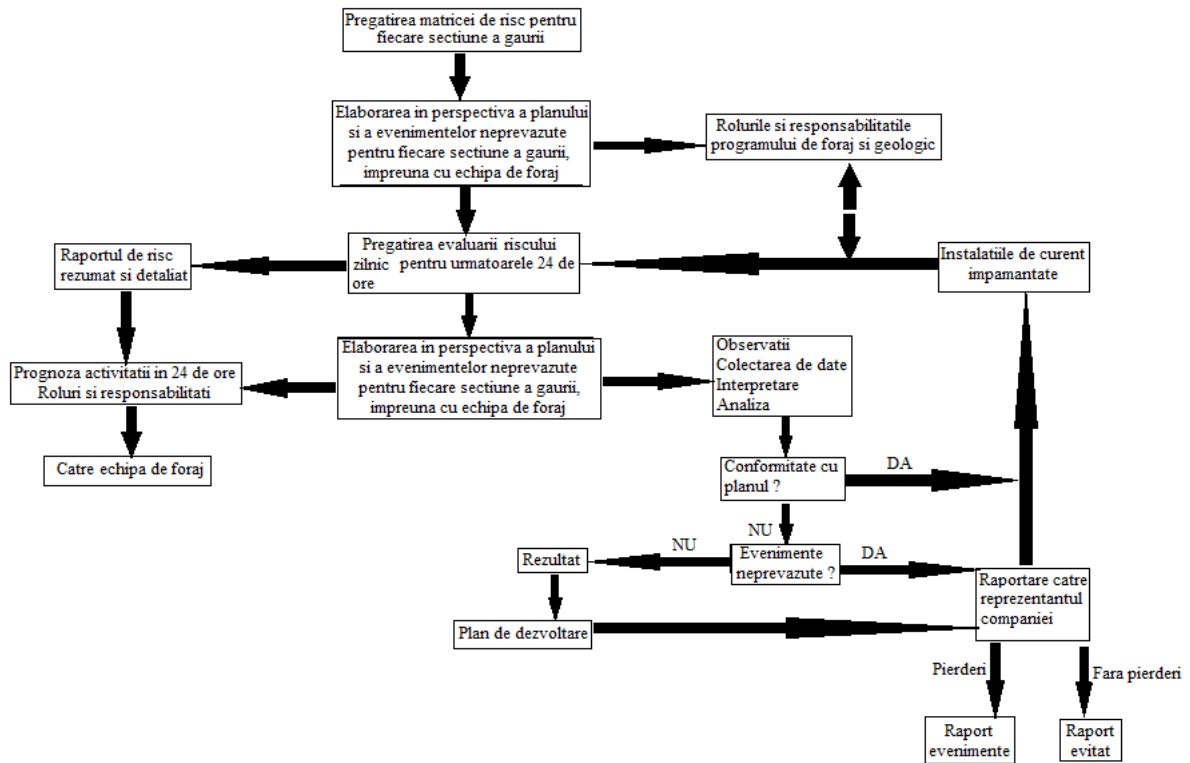 Pregatirea matricei de risc pentru
fiecare sectiune a gaurii
Elaborarea in perspectiva a planului
si a evenimentelor neprevazute
pentru fiecare sectiune a gaurii,
impreuna cu echipa de foraj
Rolurile si responsabilitatile
programului de foraj si geologic
Raportul de risc
rezumat si detaliat
Pregatirea evaluarii riscului
zilnic pentru urmatoarele 24 de
ore
Instalatiile de curent
impamantate
Prognoza activitatii in 24 de ore
Roluri si responsabilitati
Elaborarea in perspectiva a planului
si a evenimentelor neprevazute
pentru fiecare sectiune a gaurii,
impreuna cu echipa de foraj
Observatii
Colectarea de date
Interpretare
Analiza
Catre echipa de foraj
Conformitate cu
planul ?
DA
NU
Rezultat
NU
Evenimente
neprevazute ?
DA
Raportare catre
reprezentantul
companiei
Plan de dezvoltare
Pierderi
Fara pierderi
Raport
evenimente
Raport
evitat